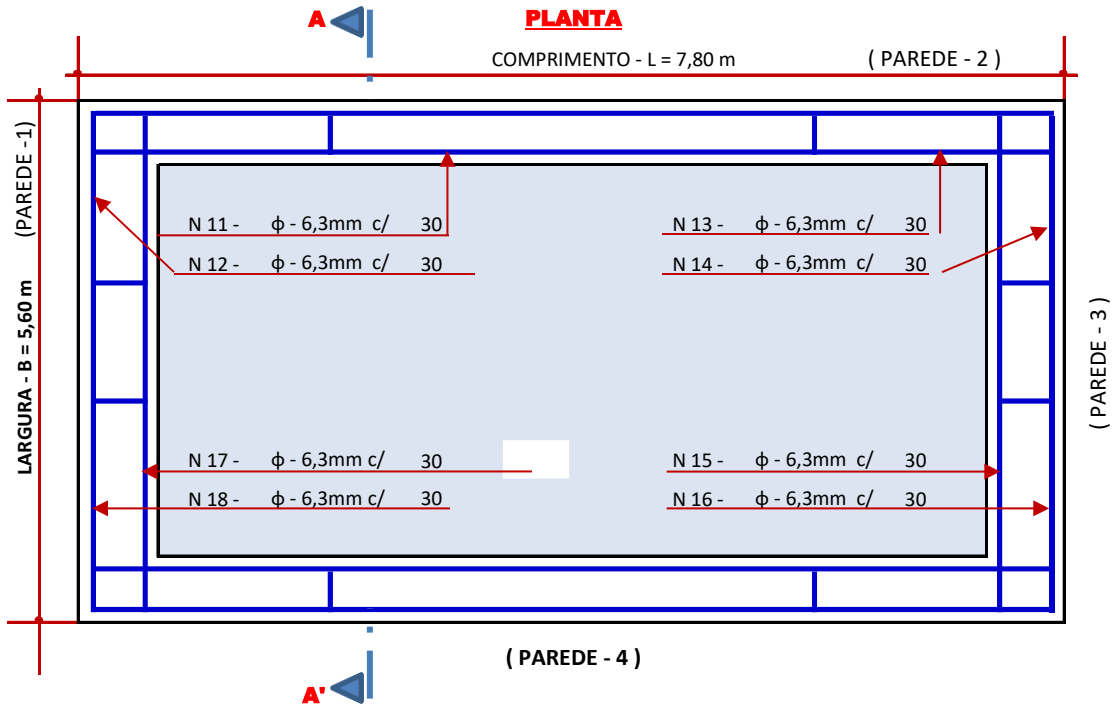 A
PLANTA
COMPRIMENTO - L = 7,80 m
( PAREDE - 2 )
(PAREDE -1)
LARGURA - B = 5,60 m
N 11 - ϕ - 6,3mm c/ 30
N 13 - ϕ - 6,3mm c/ 30
N 12 - ϕ - 6,3mm c/ 30
N 14 - ϕ - 6,3mm c/ 30
( PAREDE - 3 )
N 17 - ϕ - 6,3mm c/ 30
N 15 - ϕ - 6,3mm c/ 30
N 18 - ϕ - 6,3mm c/ 30
N 16 - ϕ - 6,3mm c/ 30
( PAREDE - 4 )
A'